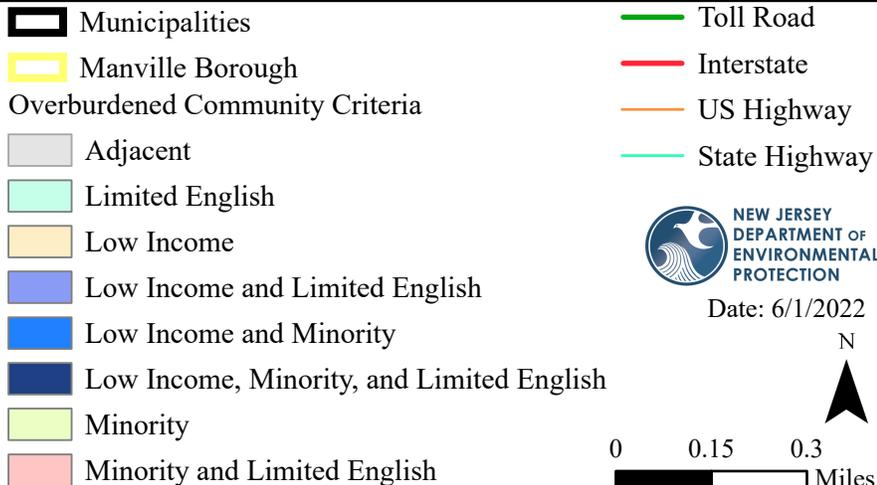 Municipalities
Manville Borough
Overburdened Community Criteria
Adjacent
Limited English
Low Income
Low Income and Limited English
Low Income and Minority
Low Income, Minority, and Limited English
Minority
Minority and Limited English
Toll Road
Interstate
US Highway
State Highway
NEW JERSEY
DEPARTMENT OF
ENVIRONMENTAL
PROTECTION
Date: 6/1/2022
N
0 0.15 0.3
Miles